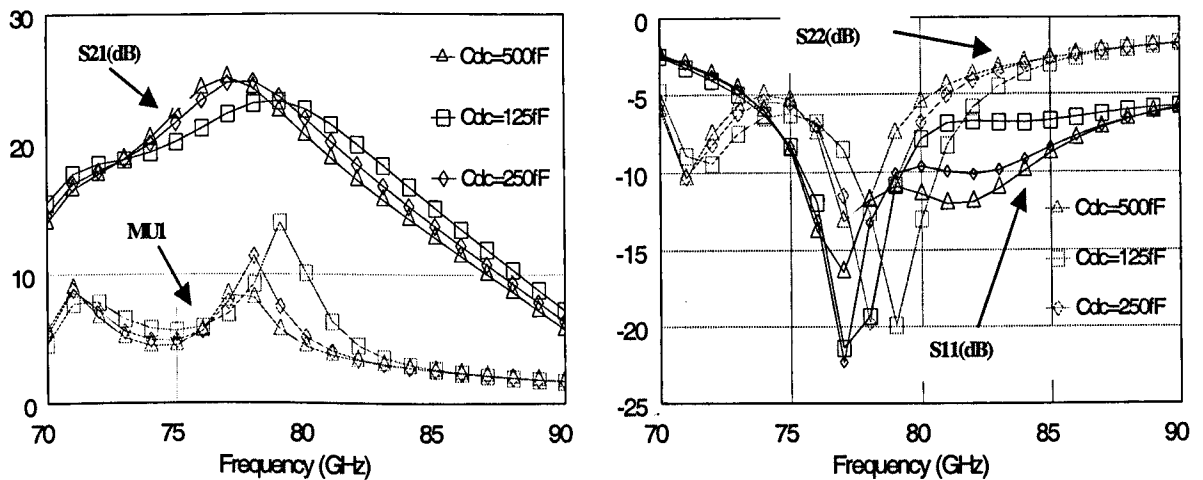 30
20
10
0
70
75
80
85
90
Frequency (GHz)
S21(dB)
MU1
Cdc=500fF
Cdc=125fF
Cdc=250fF
0
-5
-10
-15
-20
-25
70
75
80
85
90
Frequency (GHz)
S22(dB)
S11(dB)
Cdc=500fF
Cdc=125fF
Cdc=250fF